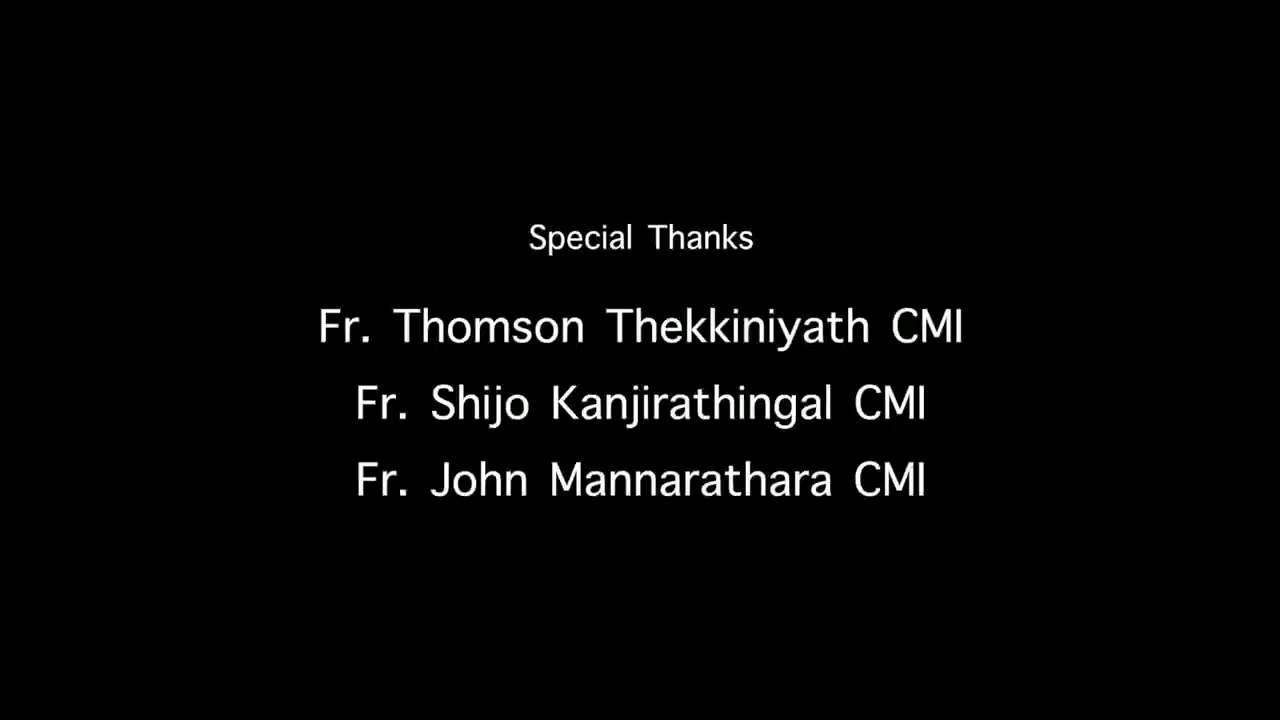 Special Thanks
Fr. Thomson Thekkiniyath CMI
Fr. Shijo Kanjirathingal CMI
Fr. John Mannarathara CMI